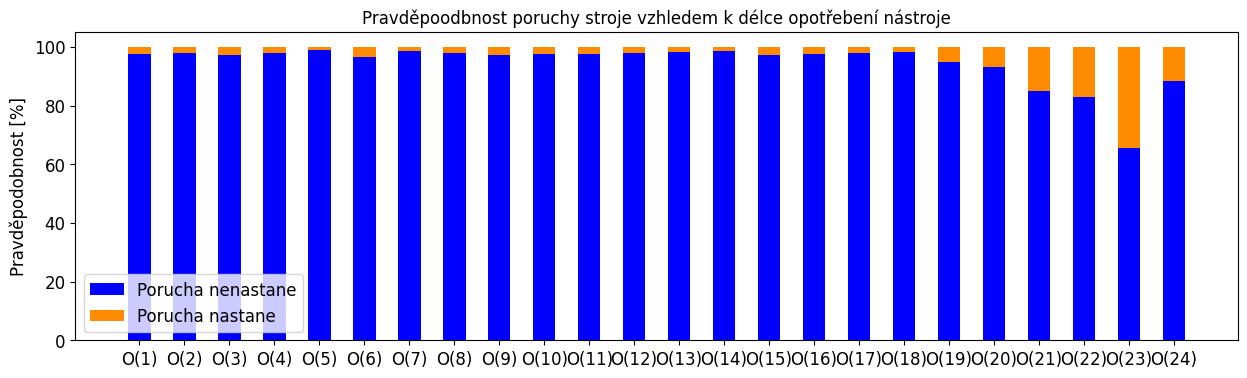 Pravděpoodbnost poruchy stroje vzhledem k délce opotřebení nástroje
Pravděpodobnost [%]
100
80
60
40
20
0
Porucha nenastane
Porucha nastane
O(1) O(2) O(3) O(4) O(5) O(6) O(7) O(8) O(9) O(10) O(11) O(12) O(13) O(14) O(15) O(16) O(17) O(18) O(19) O(20) O(21) O(22) O(23) O(24)